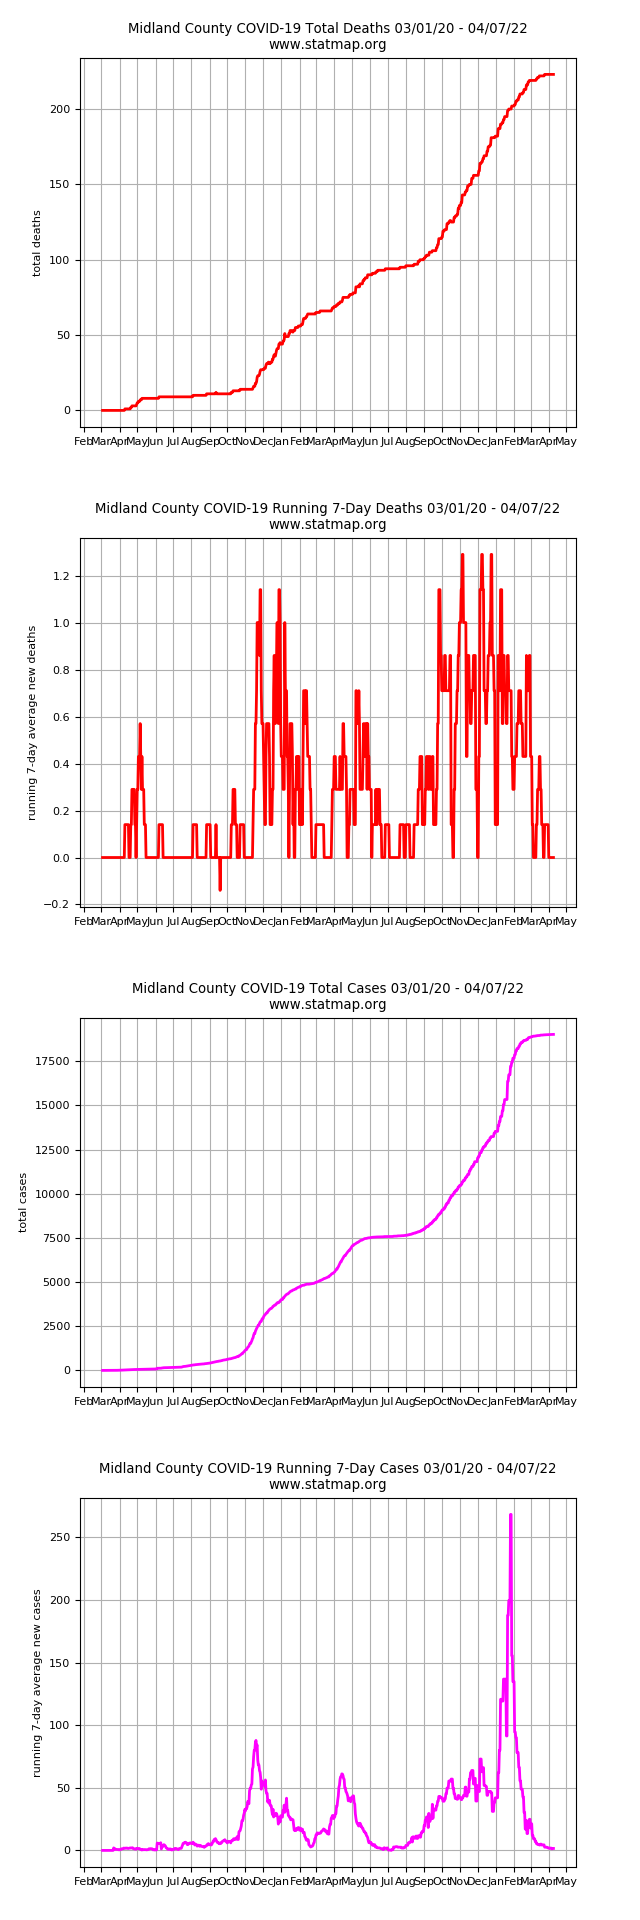 Midland County COVID-19 Total Deaths 03/01/20 - 04/07/22
www.statmap.org
200
150
100
50
0
total deaths
Feb Mar Apr May Jun Jul Aug Sep Oct Nov Dec Jan Feb Mar Apr May Jun Jul Aug Sep Oct Nov Dec Jan Feb Mar Apr May
Midland County COVID-19 Running 7-Day Deaths 03/01/20 - 04/07/22
www.statmap.org
1.2
1.0
0.8
0.6
0.4
0.2
0.0
−0.2
running 7-day average new deaths
Feb Mar Apr May Jun Jul Aug Sep Oct Nov Dec Jan Feb Mar Apr May Jun Jul Aug Sep Oct Nov Dec Jan Feb Mar Apr May
Midland County COVID-19 Total Cases 03/01/20 - 04/07/22
www.statmap.org
17500
15000
12500
10000
7500
5000
2500
0
total cases
Feb Mar Apr May Jun Jul Aug Sep Oct Nov Dec Jan Feb Mar Apr May Jun Jul Aug Sep Oct Nov Dec Jan Feb Mar Apr May
Midland County COVID-19 Running 7-Day Cases 03/01/20 - 04/07/22
www.statmap.org
250
200
150
100
50
0
running 7-day average new cases
Feb Mar Apr May Jun Jul Aug Sep Oct Nov Dec Jan Feb Mar Apr May Jun Jul Aug Sep Oct Nov Dec Jan Feb Mar Apr May